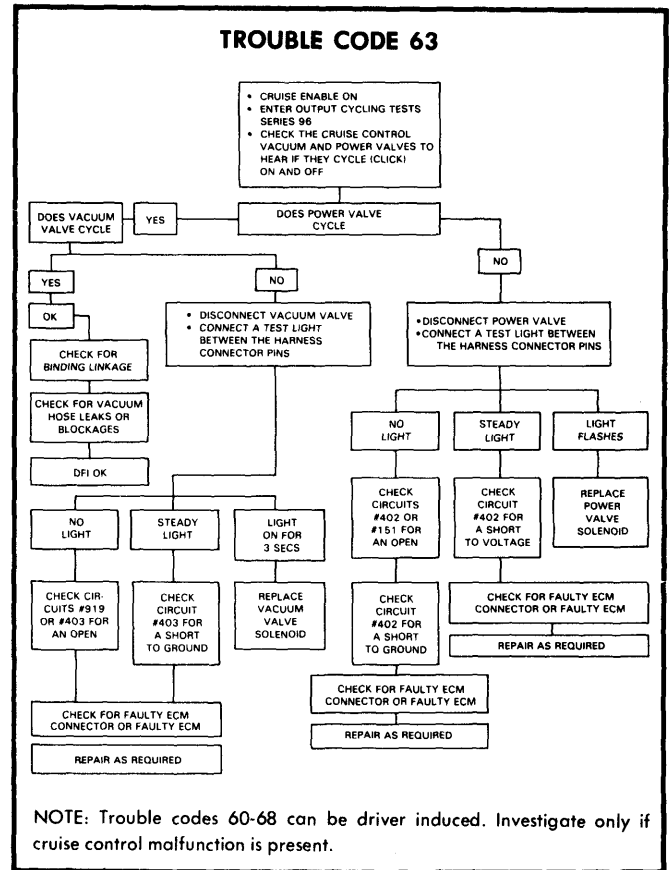 TROUBLE CODE 63
• CRUISE ENABLE ON
• ENTER OUTPUT CYCLING TESTS
SERIES 96
• CHECK THE CRUISE CONTROL
VACUUM AND POWER VALVES TO
HEAR IF THEY CYCLE (CLICK)
ON AND OFF
DOES VACUUM
VALVE CYCLE
YES
DOES POWER VALVE
CYCLE
YES
OK
CHECK FOR
BINDING LINKAGE
CHECK FOR VACUUM
HOSE LEAKS OR
BLOCKAGES
DFI OK
NO
• DISCONNECT VACUUM VALVE
• CONNECT A TEST LIGHT
BETWEEN THE HARNESS
CONNECTOR PINS
NO
LIGHT
STEADY
LIGHT
LIGHT
ON FOR
3 SECS
CHECK CIR-
CUITS #919
OR #403 FOR
AN OPEN
CHECK
CIRCUIT
#403 FOR
A SHORT
TO GROUND
REPLACE
VACUUM
VALVE
SOLENOID
CHECK FOR FAULTY ECM
CONNECTOR OR FAULTY ECM
REPAIR AS REQUIRED
NO
•DISCONNECT POWER VALVE
•CONNECT A TEST LIGHT BETWEEN
THE HARNESS CONNECTOR PINS
NO
LIGHT
STEADY
LIGHT
LIGHT
FLASHES
CHECK
CIRCUITS
#402 OR
#151 FOR
AN OPEN
CHECK
CIRCUIT
#402 FOR
A SHORT
TO VOLTAGE
REPLACE
POWER
VALVE
SOLENOID
CHECK
CIRCUIT
#402 FOR
A SHORT
TO GROUND
CHECK FOR FAULTY ECM
CONNECTOR OR FAULTY ECM
REPAIR AS REQUIRED
CHECK FOR FAULTY ECM
CONNECTOR OR FAULTY ECM
REPAIR AS REQUIRED
NOTE: Trouble codes 60-68 can be driver induced. Investigate only if
cruise control malfunction is present.